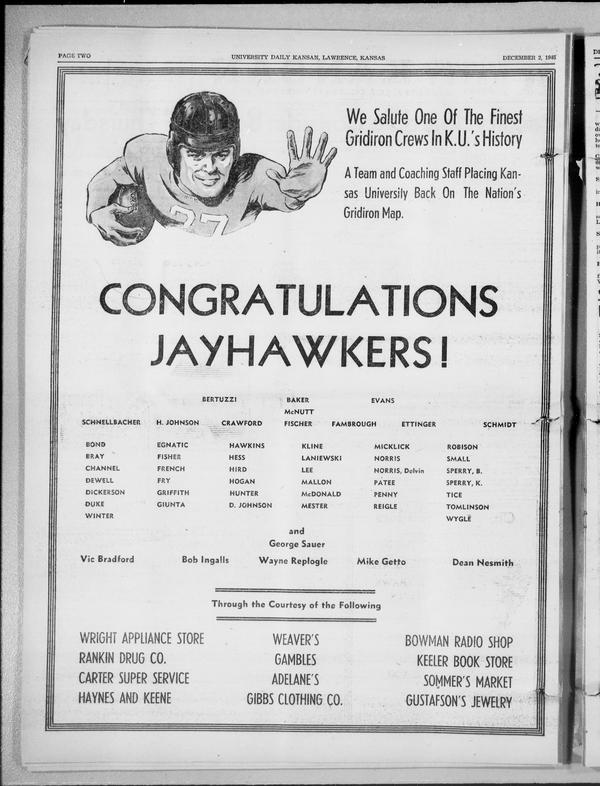 PAGE TWO UNIVERSITY DAILY KANSAN, LAWRENCE, KANSAS DECEMBER 2, 1946
We Salute One Of The Finest
Gridiron Crews In K.U.'s History
A Team and Coaching Staff Placing Kan-
sas University Back On The Nation's
Gridiron Map.
27
CONGRATULATIONS
JAYHAWKERS!
BERTUZZI BAKER EVANS
McNUTT
SCHNELLBACHER H. JOHNSON CRAWFORD FISCHER FAMBROUGH ETTINGER SCHMIDT
BOND EGNATIC HAWKINS KLINE MICKLICK ROBISON
BRAY FISHER HESS LANIEWSKI NORRIS SMALL
CHANNEL FRENCH HIRD LEE NORRIS, Delvin SPERRY, B.
DEWELL FRY HOGAN MALLON PATEE SPERRY, K.
DICKERSON GRIFFITH HUNTER McDONALD PENNY TICE
DUKE GIUNTA D. JOHNSON MESTER REIGLE TOMLINSON
WINTER WYGLE
and
George Sauer
Vic Bradford Bob Ingalls Wayne Replogle Mike Getto Dean Nesmith
Through the Courtesy of the Following
WRIGHT APPLIANCE STORE WEAVER'S BOWMAN RADIO SHOP
RANKIN DRUG CO. GAMBLES KEELER BOOK STORE
CARTER SUPER SERVICE ADELANE'S SOMMER'S MARKET
HAYNES AND KEENE GIBBS CLOTHING CO. GUSTAFSON'S JEWELRY